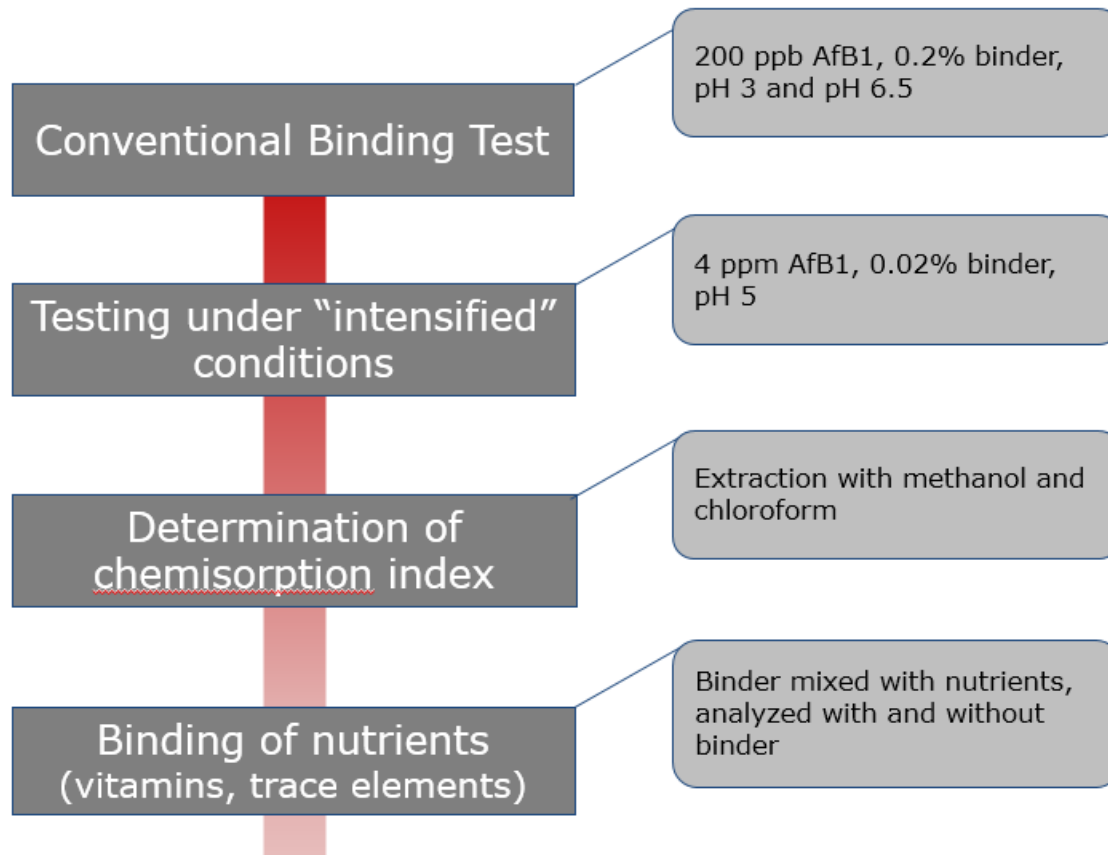 Conventional Binding Test
200 ppb AfB1, 0.2% binder,
pH 3 and pH 6.5
Testing under “intensified”
conditions
4 ppm AfB1, 0.02% binder,
pH 5
Determination of
chemisorption index
Extraction with methanol and
chloroform
Binding of nutrients
(vitamins, trace elements)
Binder mixed with nutrients,
analyzed with and without
binder